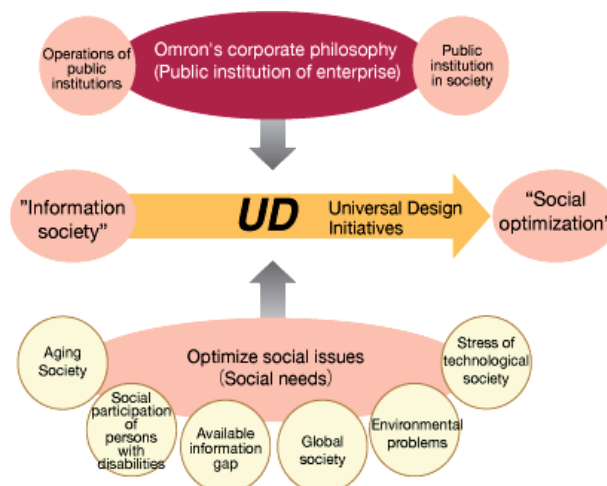 Operations of
public
institutions
Omron's corporate philosophy
(Public institution of enterprise)
Public
institution
in society
"Information
society"
UD
Universal Design
Initiatives
"Social
optimization"
Optimize social issues
(Social needs)
Aging
Society
Social
participation
of
persons
with
disabilities
Available
information
gap
Global
society
Environmental
problems
Stress of
technological
society